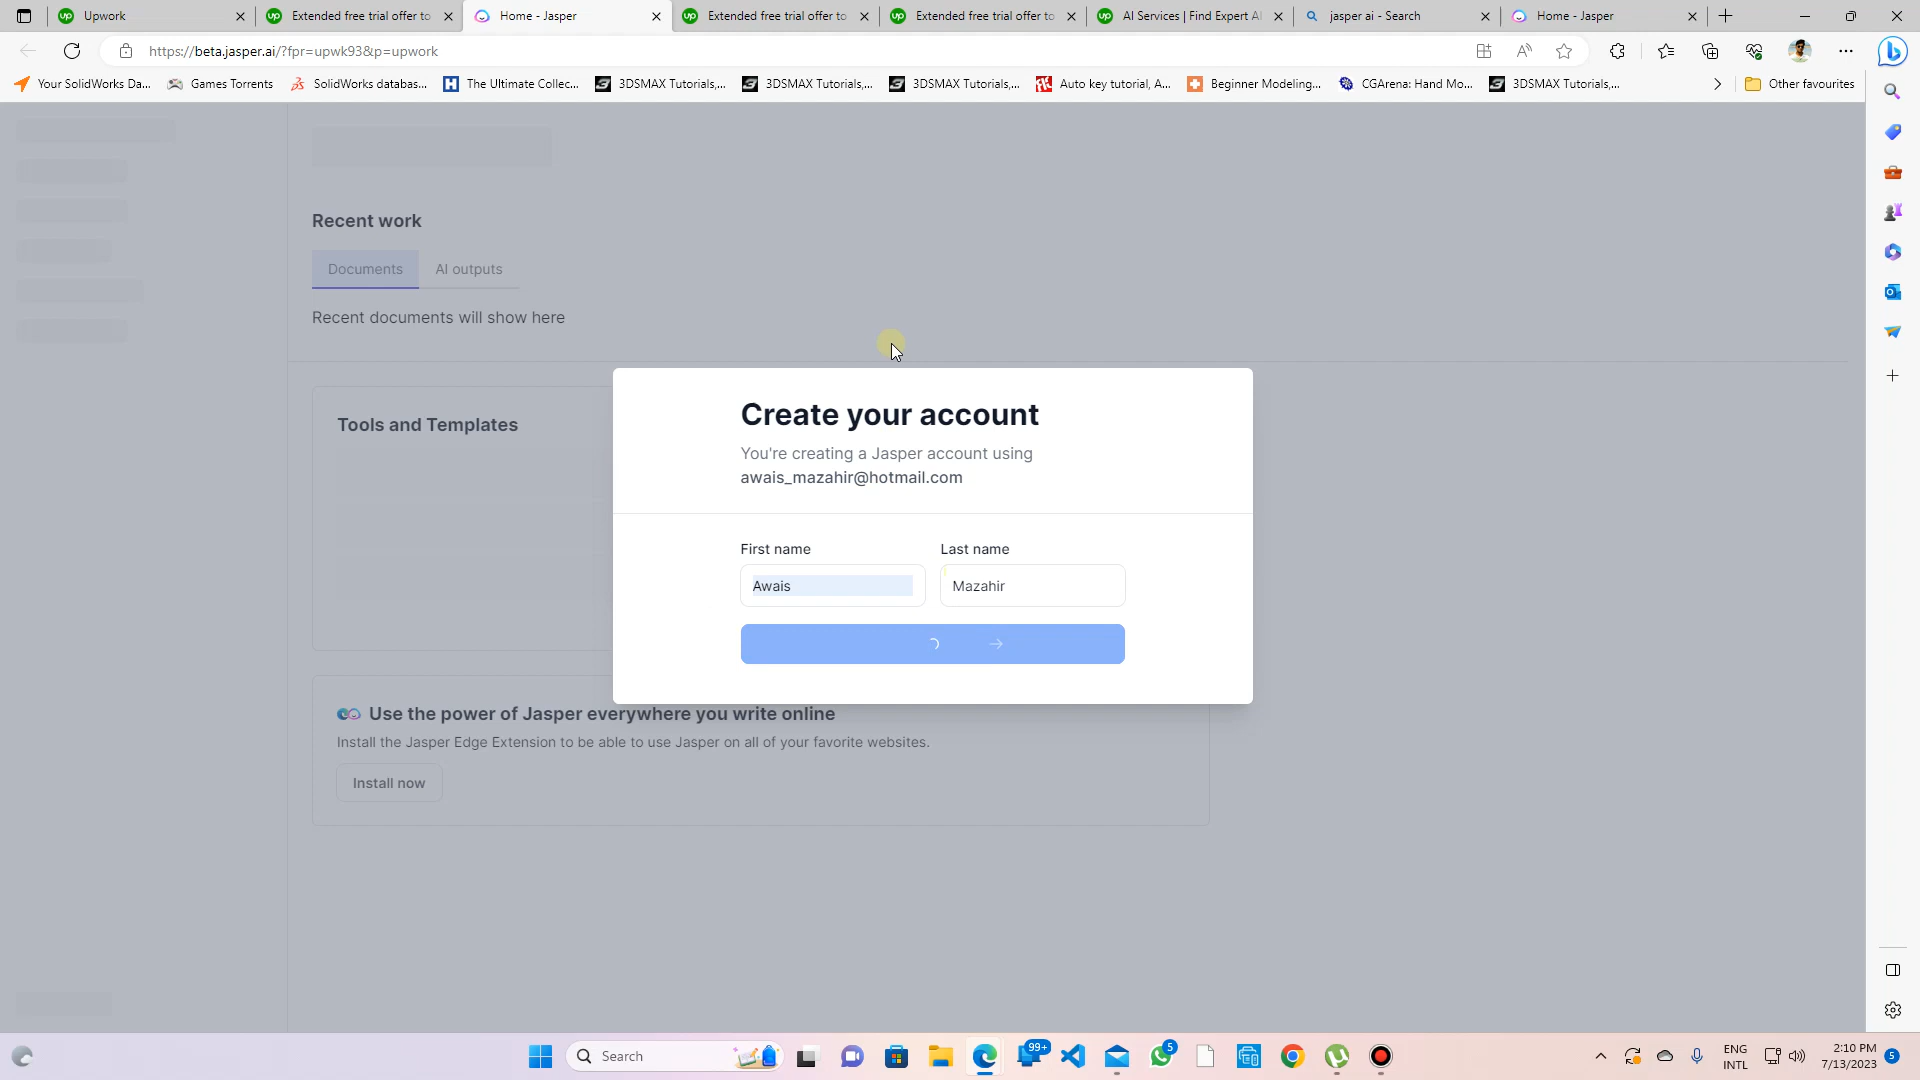 Upwork
Extended free trial offer to
Home - Jasper
Extended free trial offer to
Extended free trial offer to
AI Services | Find Expert AI
jasper ai - Search
Home - Jasper
https://beta.jasper.ai/?fpr=upwk93&p=upwork
Your SolidWorks Da...
Games Torrents
SolidWorks databas...
The Ultimate Collec...
3DSMAX Tutorials,...
3DSMAX Tutorials,...
3DSMAX Tutorials,...
Auto key tutorial, A...
Beginner Modeling...
CGArena: Hand Mo...
3DSMAX Tutorials,...
Other favourites
Recent work
Documents
AI outputs
Recent documents will show here
Tools and Templates
Create your account
You're creating a Jasper account using
awais_mazahir@hotmail.com
First name
Last name
Awais
Mazahir
Use the power of Jasper everywhere you write online
Install the Jasper Edge Extension to be able to use Jasper on all of your favorite websites.
Install now
Search
99+
5
ENG
INTL
2:10 PM
7/13/2023
5